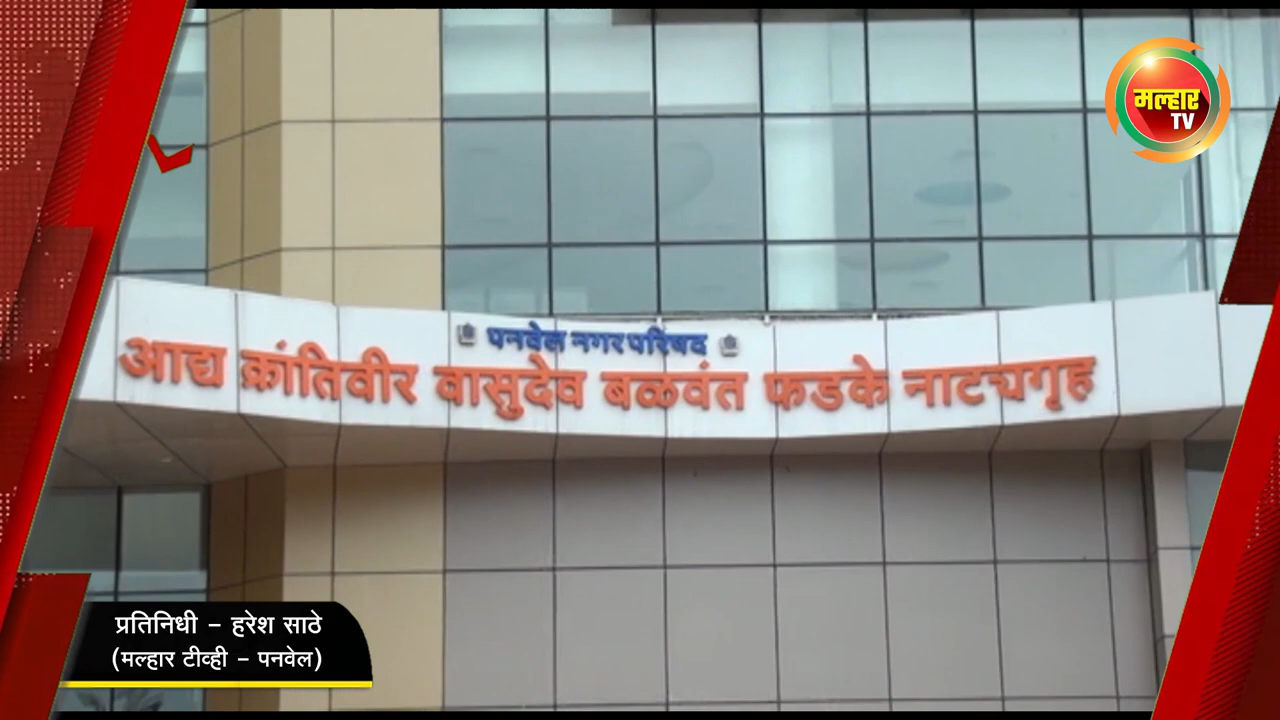 मल्हार
TV
पनवेल नगर परिषद
आद्य क्रांतिवीर वासुदेव बळवंत फडके नाट्यगृह
प्रतिनिधी – हरेश साठे
(मल्हार टीव्ही – पनवेल)